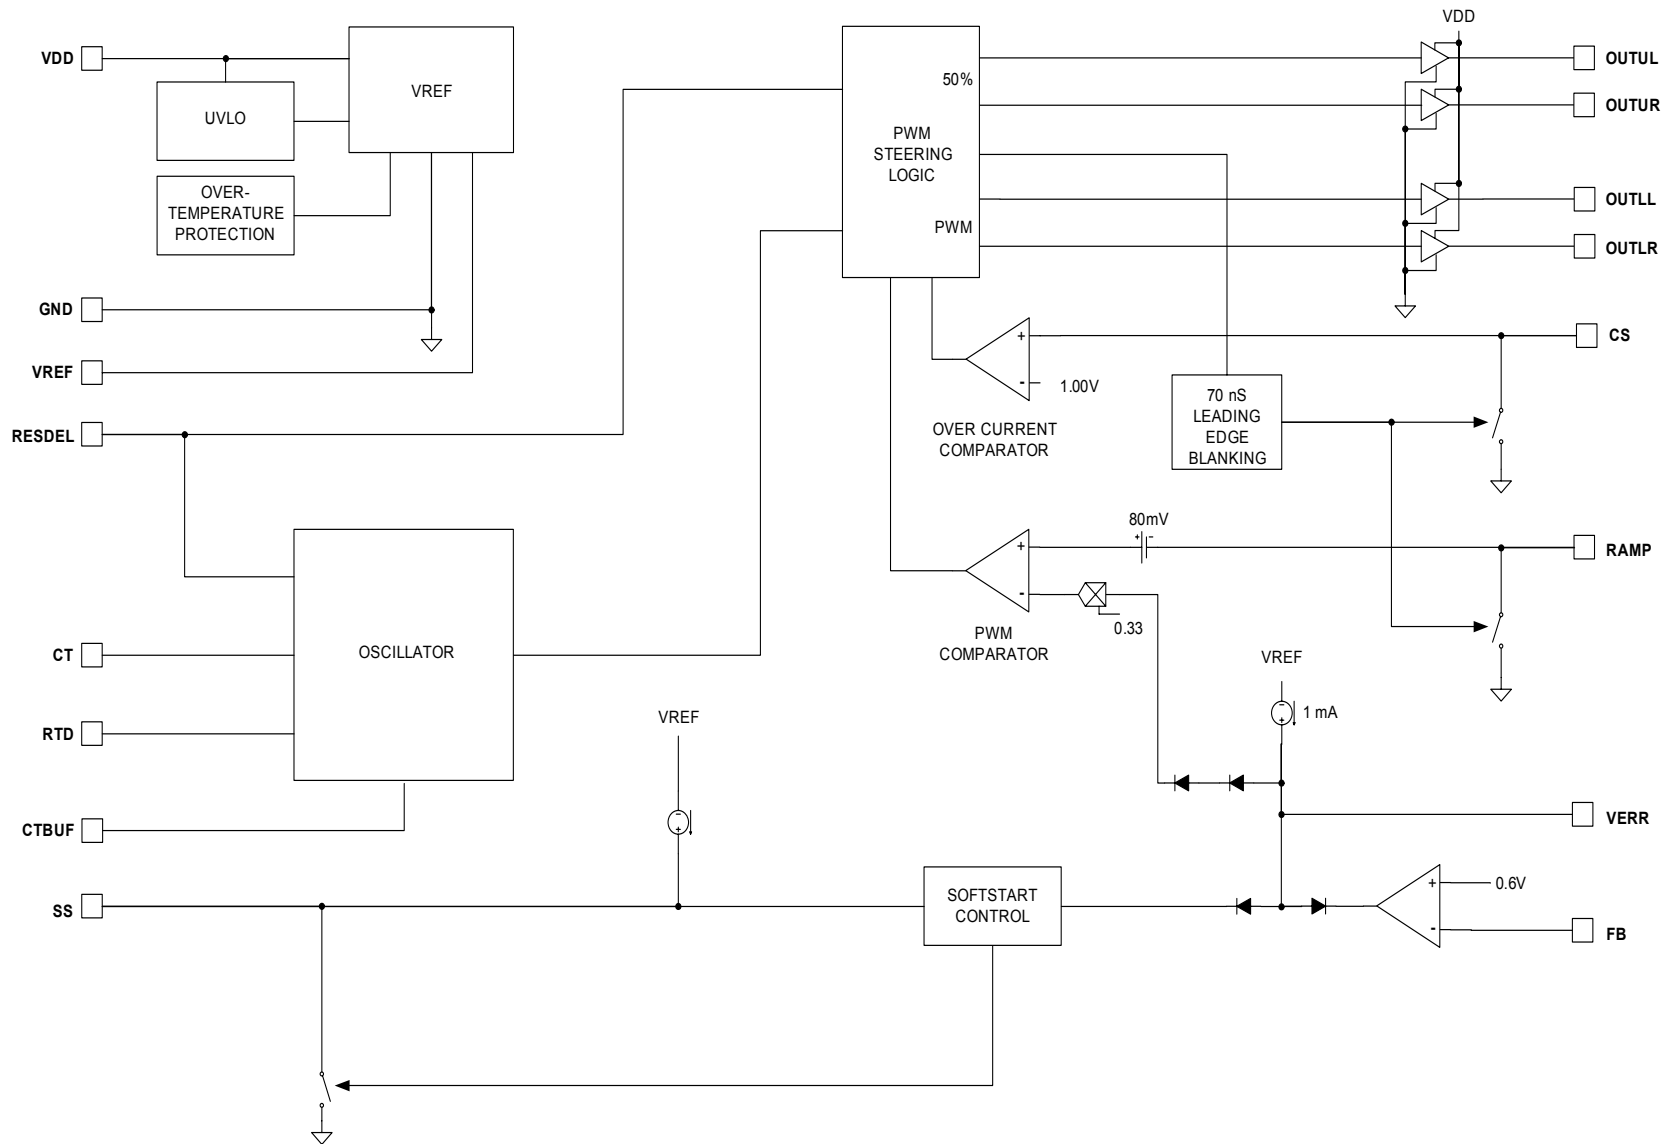 VDD
VREF
UVLO
OVER-
TEMPERATURE
PROTECTION
GND
VREF
RESDEL
OSCILLATOR
CT
RTD
CTBUF
SS
VREF
50%
PWM
STEERING
LOGIC
PWM
VDD
OUTUL
OUTUR
OUTLL
OUTLR
+
-
1.00V
OVER CURRENT
COMPARATOR
70 nS
LEADING
EDGE
BLANKING
CS
80mV
+ -
+
-
0.33
PWM
COMPARATOR
RAMP
VREF
1 mA
-
+
-
+
VERR
SOFTSTART
CONTROL
+
-
0.6V
FB